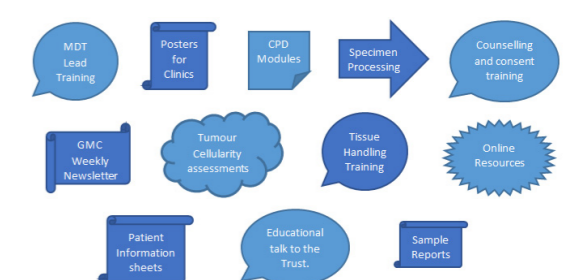 MDT
Lead
Training
Posters
for
Clinics
CPD
Modules
Specimen
Processing
Counselling
and consent
training
GMC
Weekly
Newsletter
Tumour
Cellularity
assessments
Tissue
Handling
Training
Online
Resources
Patient
Information
sheets
Educational
talk to the
Trust.
Sample
Reports